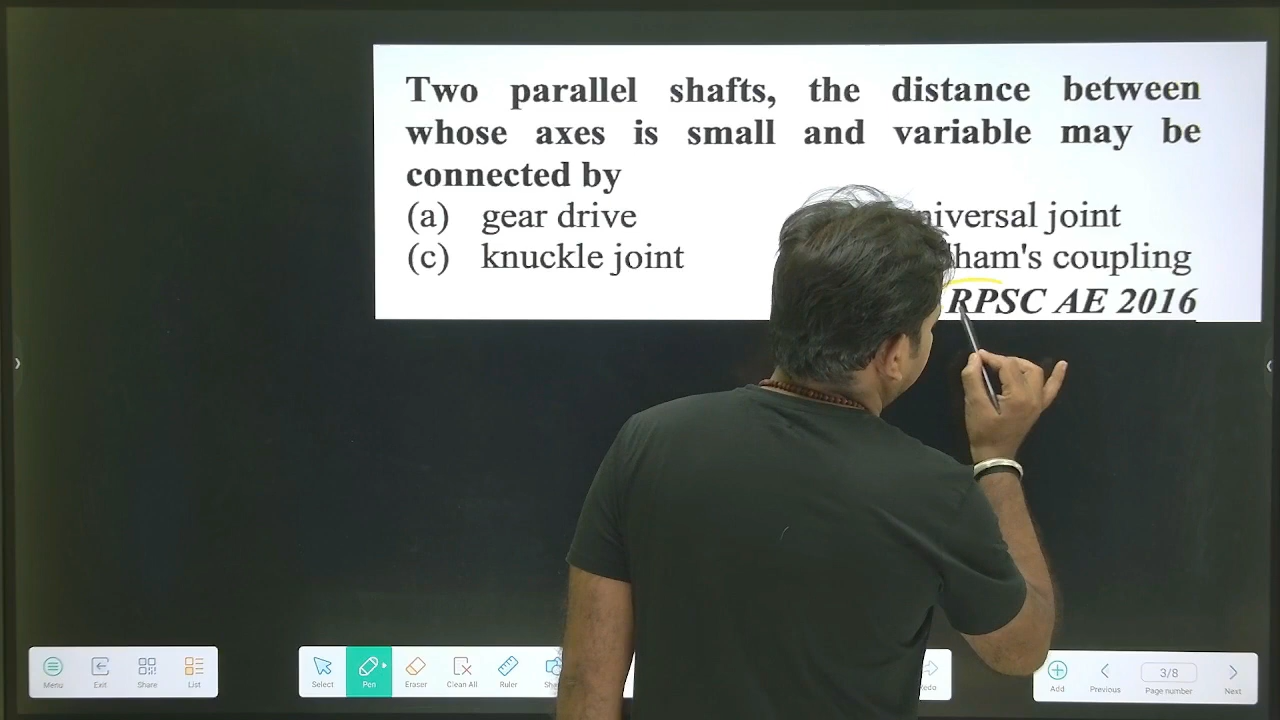 Two parallel shafts, the distance between
whose axes is small and variable may be
connected by
(a) gear drive
joint
(c) knuckle joint
coupling
RPSC AE 2016
Menu
Exit
Share
List
Select
Pen
Eraser
Clean All
Ruler
Add
Previous
3/8
Page number
Next